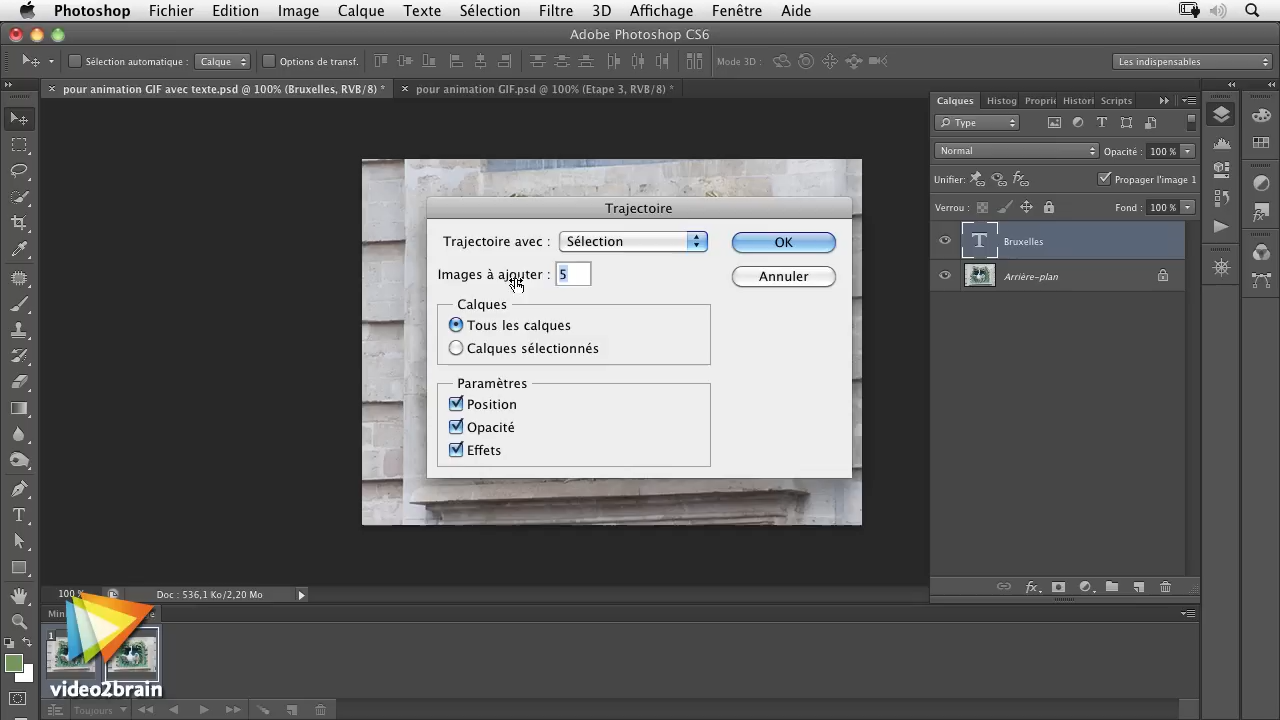 Photoshop Fichier Edition Image Calque Texte Sélection Filtre 3D Affichage Fenêtre Aide
Adobe Photoshop CS6
Sélection automatique : Calque Options de transf. Mode 3D : Les indispensables
× pour animation GIF avec texte.psd @ 100% (Bruxelles, RVB/8) * × pour animation GIF.psd @ 100% (Etape 3, RVB/8) *
Calques Histog Proprié Histori Scripts
Type
Normal Opacité : 100 %
Unifier : Propager l'image 1
Verrou : Fond : 100 %
T Bruxelles
Arrière-plan
Trajectoire
Trajectoire avec : Sélection OK
Images à ajouter : 5 Annuler
Calques
Tous les calques
Calques sélectionnés
Paramètres
Position
Opacité
Effets
100 % Doc : 536,1 Ko/2,20 Mo
1
video2brain
Toujours